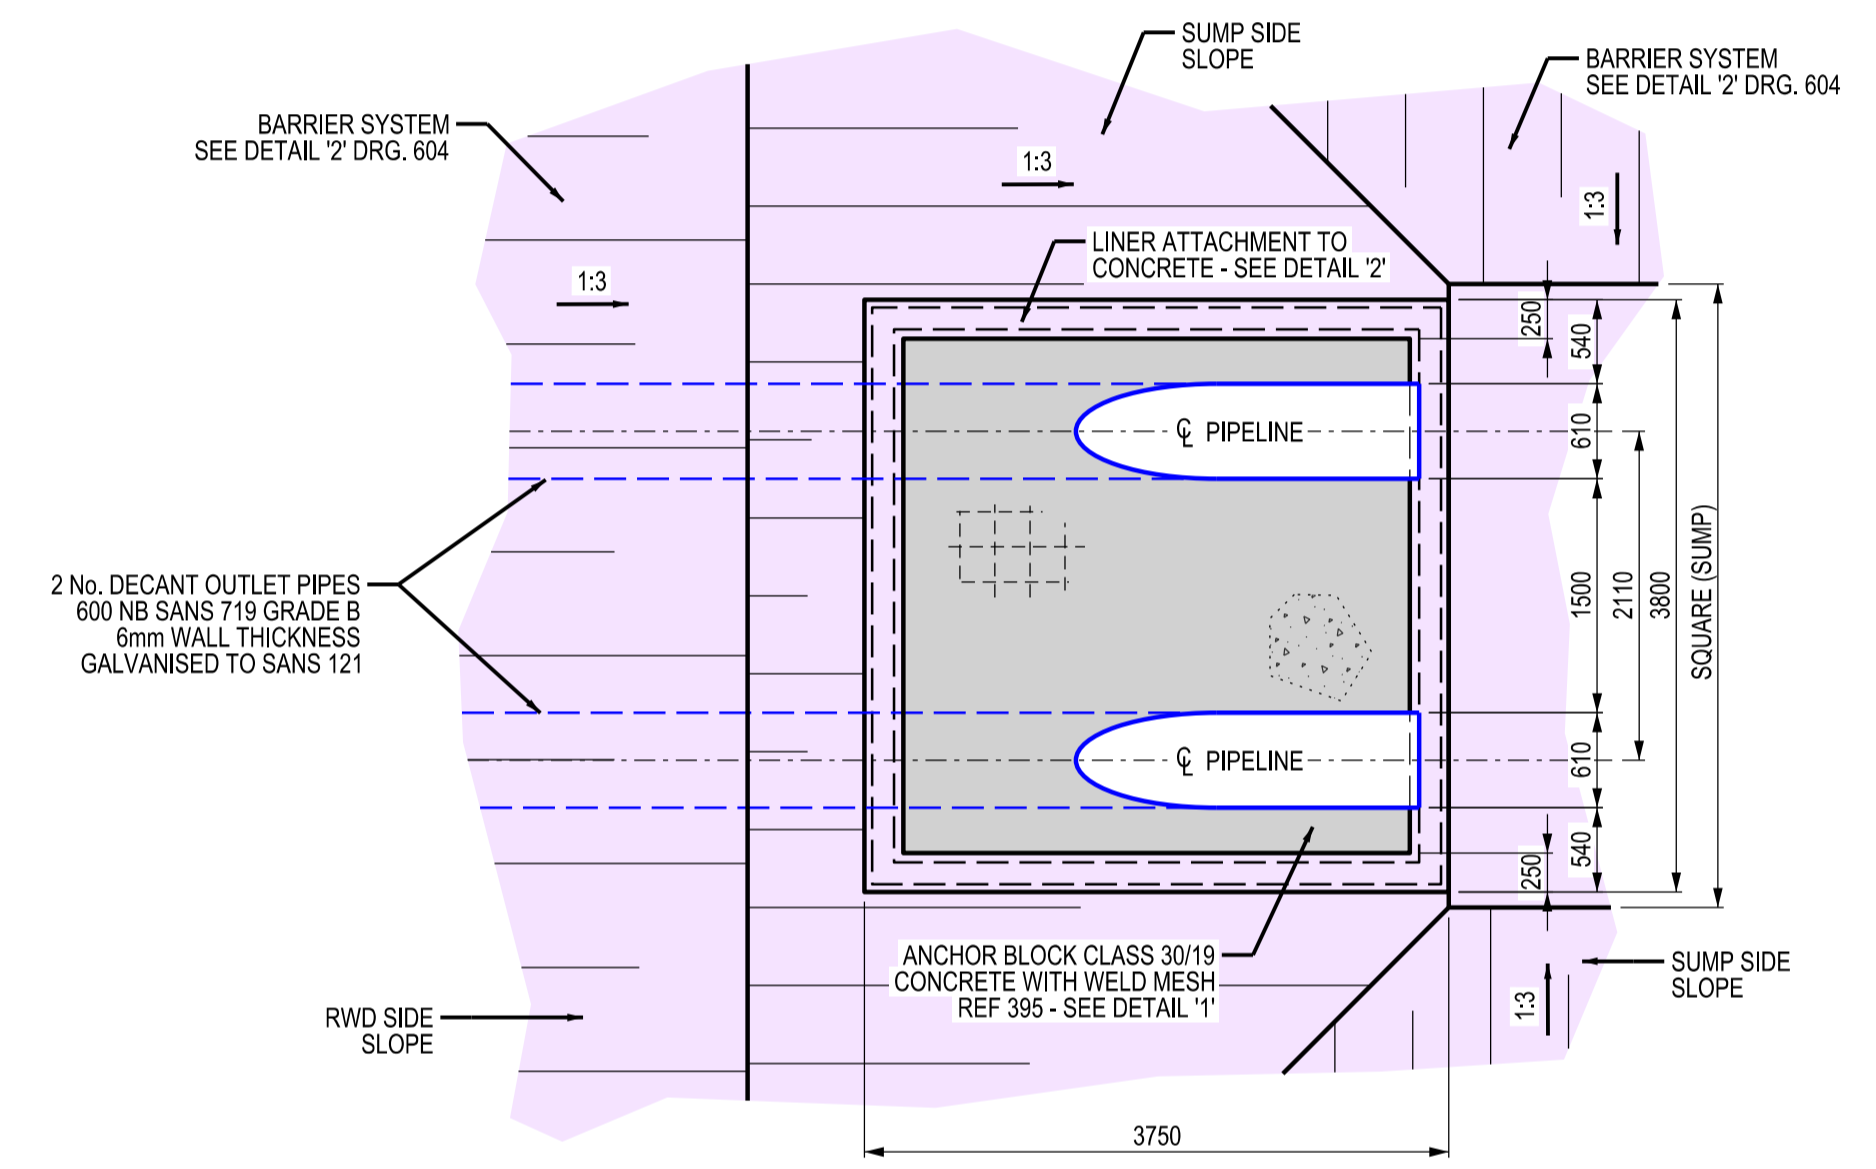 SUMP SIDE
SLOPE
BARRIER SYSTEM
SEE DETAIL '2' DRG. 604
BARRIER SYSTEM
SEE DETAIL '2' DRG. 604
1:3
1:3
LINER ATTACHMENT TO
CONCRETE - SEE DETAIL '2'
1:3
250
540
℄ PIPELINE
610
2 No. DECANT OUTLET PIPES
600 NB SANS 719 GRADE B
6mm WALL THICKNESS
GALVANISED TO SANS 121
1500
2110
3800
SQUARE (SUMP)
℄ PIPELINE
610
540
250
ANCHOR BLOCK CLASS 30/19
CONCRETE WITH WELD MESH
REF 395 - SEE DETAIL '1'
SUMP SIDE
SLOPE
1:3
RWD SIDE
SLOPE
3750